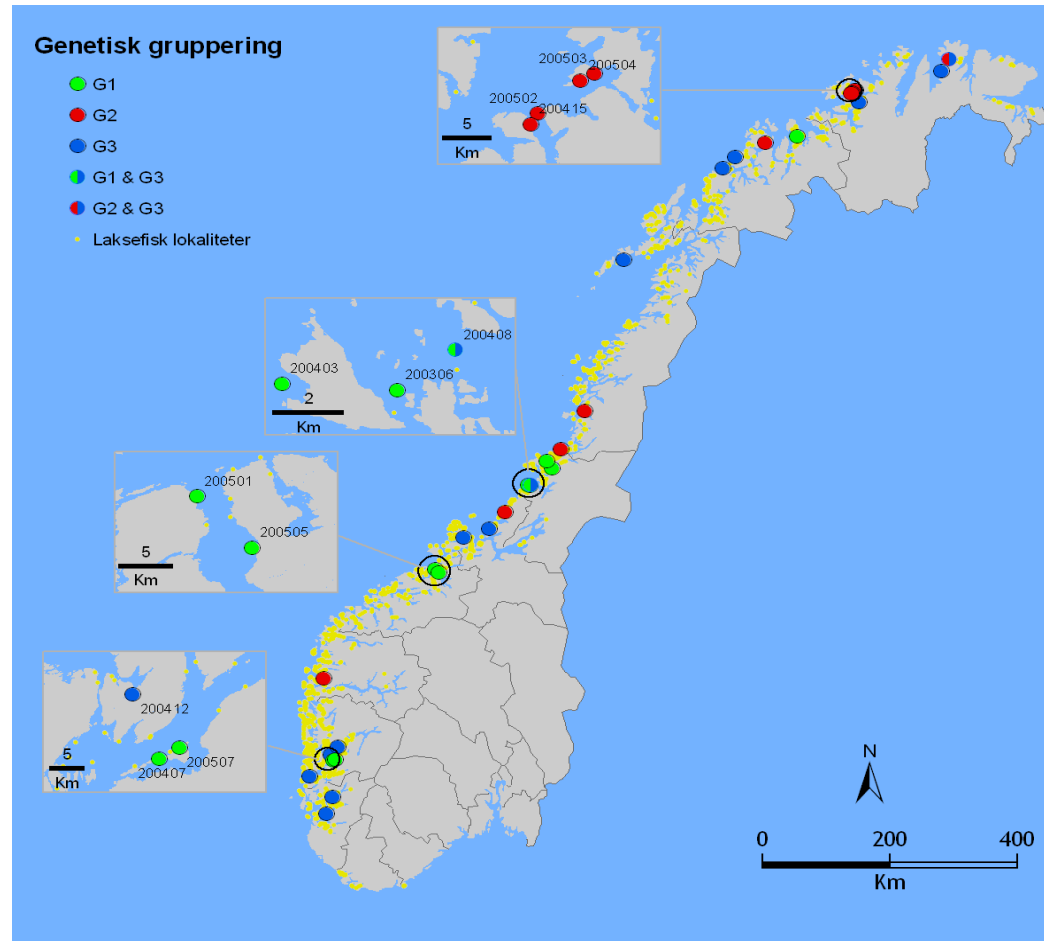 Genetisk gruppering
G1
G2
G3
G1 & G3
G2 & G3
Laksefisk lokaliteter
200503
200504
200502
200415
5
Km
200408
200403
200306
2
Km
200501
200505
5
Km
200412
200507
200407
5
Km
N
0 200 400
Km